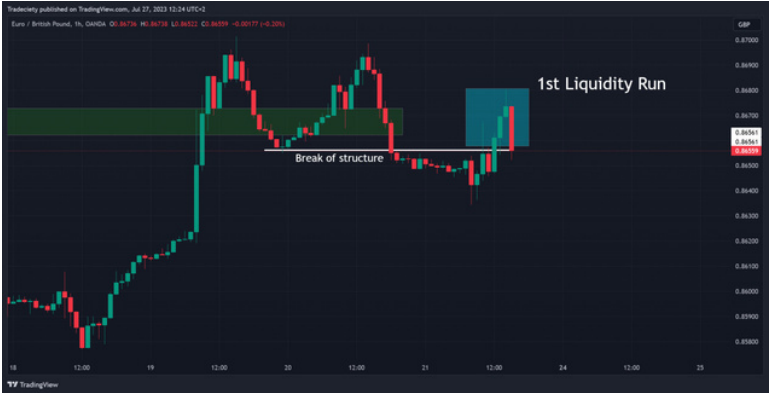 Tradeciety published on TradingView.com, Jul 27, 2023 12:24 UTC+2
Euro / British Pound, 1h, OANDA O0.86736 H0.86738 L0.86522 C0.86559 −0.00177 (−0.20%)
GBP
0.87000
0.86900
1st Liquidity Run
0.86800
0.86700
0.86561
0.86561
0.86559
Break of structure
0.86400
0.86300
0.86200
0.86100
0.86000
0.85900
0.85800
18 12:00 19 12:00 20 12:00 21 12:00 24 12:00 25
TradingView